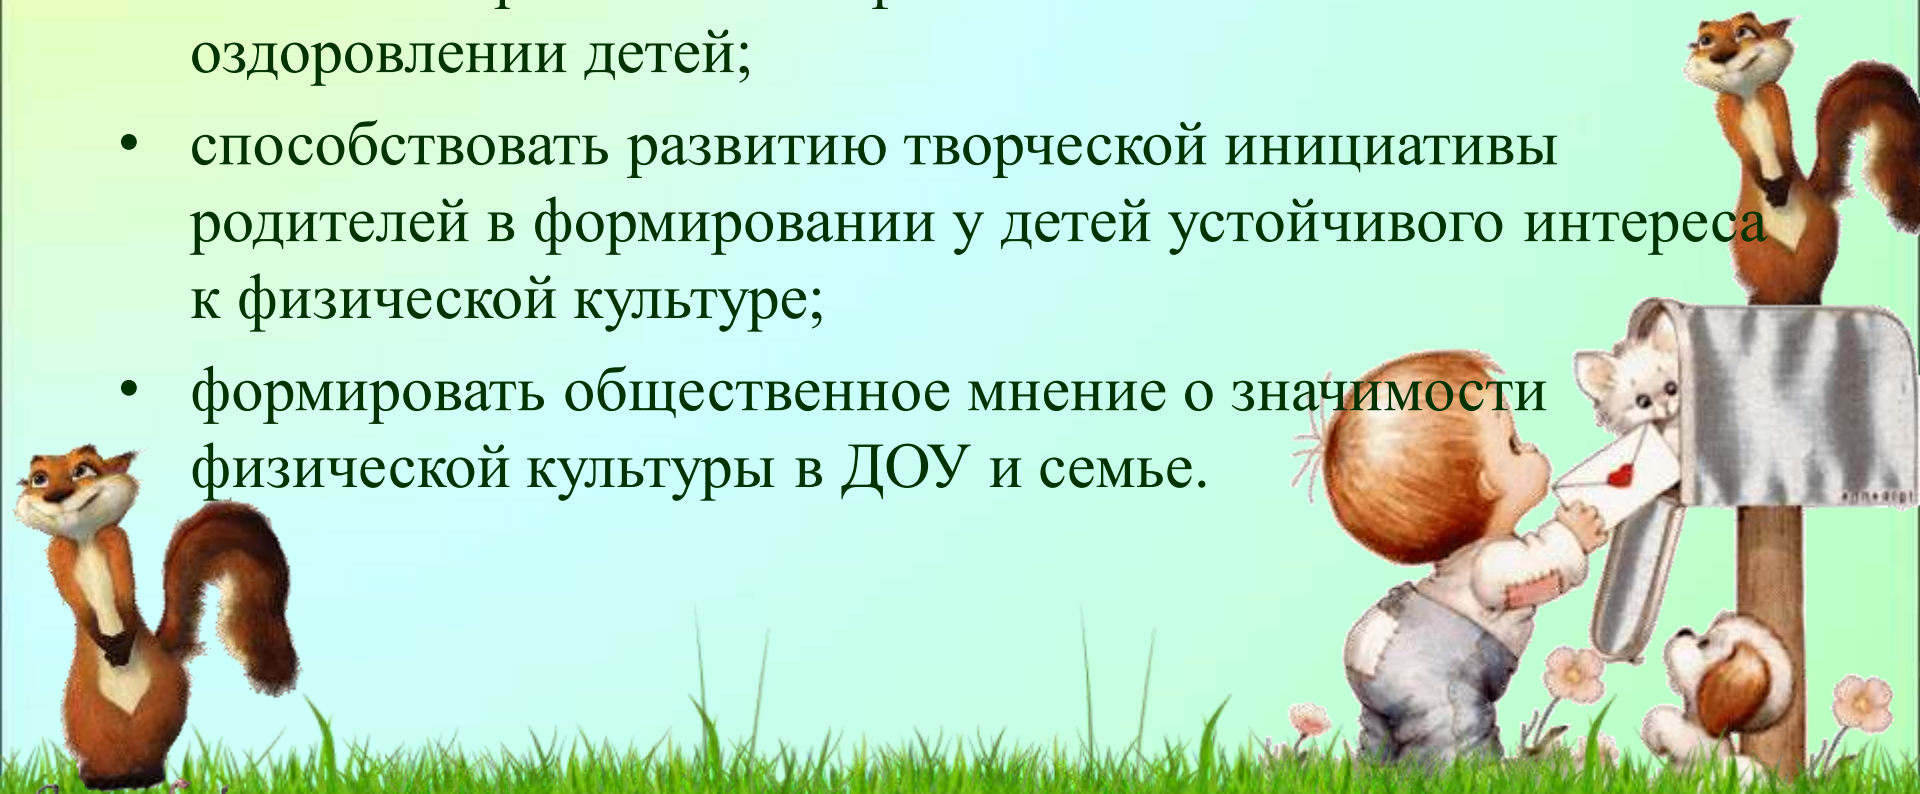 оздоровлении детей;
• способствовать развитию творческой инициативы
родителей в формировании у детей устойчивого интереса
к физической культуре;
• формировать общественное мнение о значимости
физической культуры в ДОУ и семье.